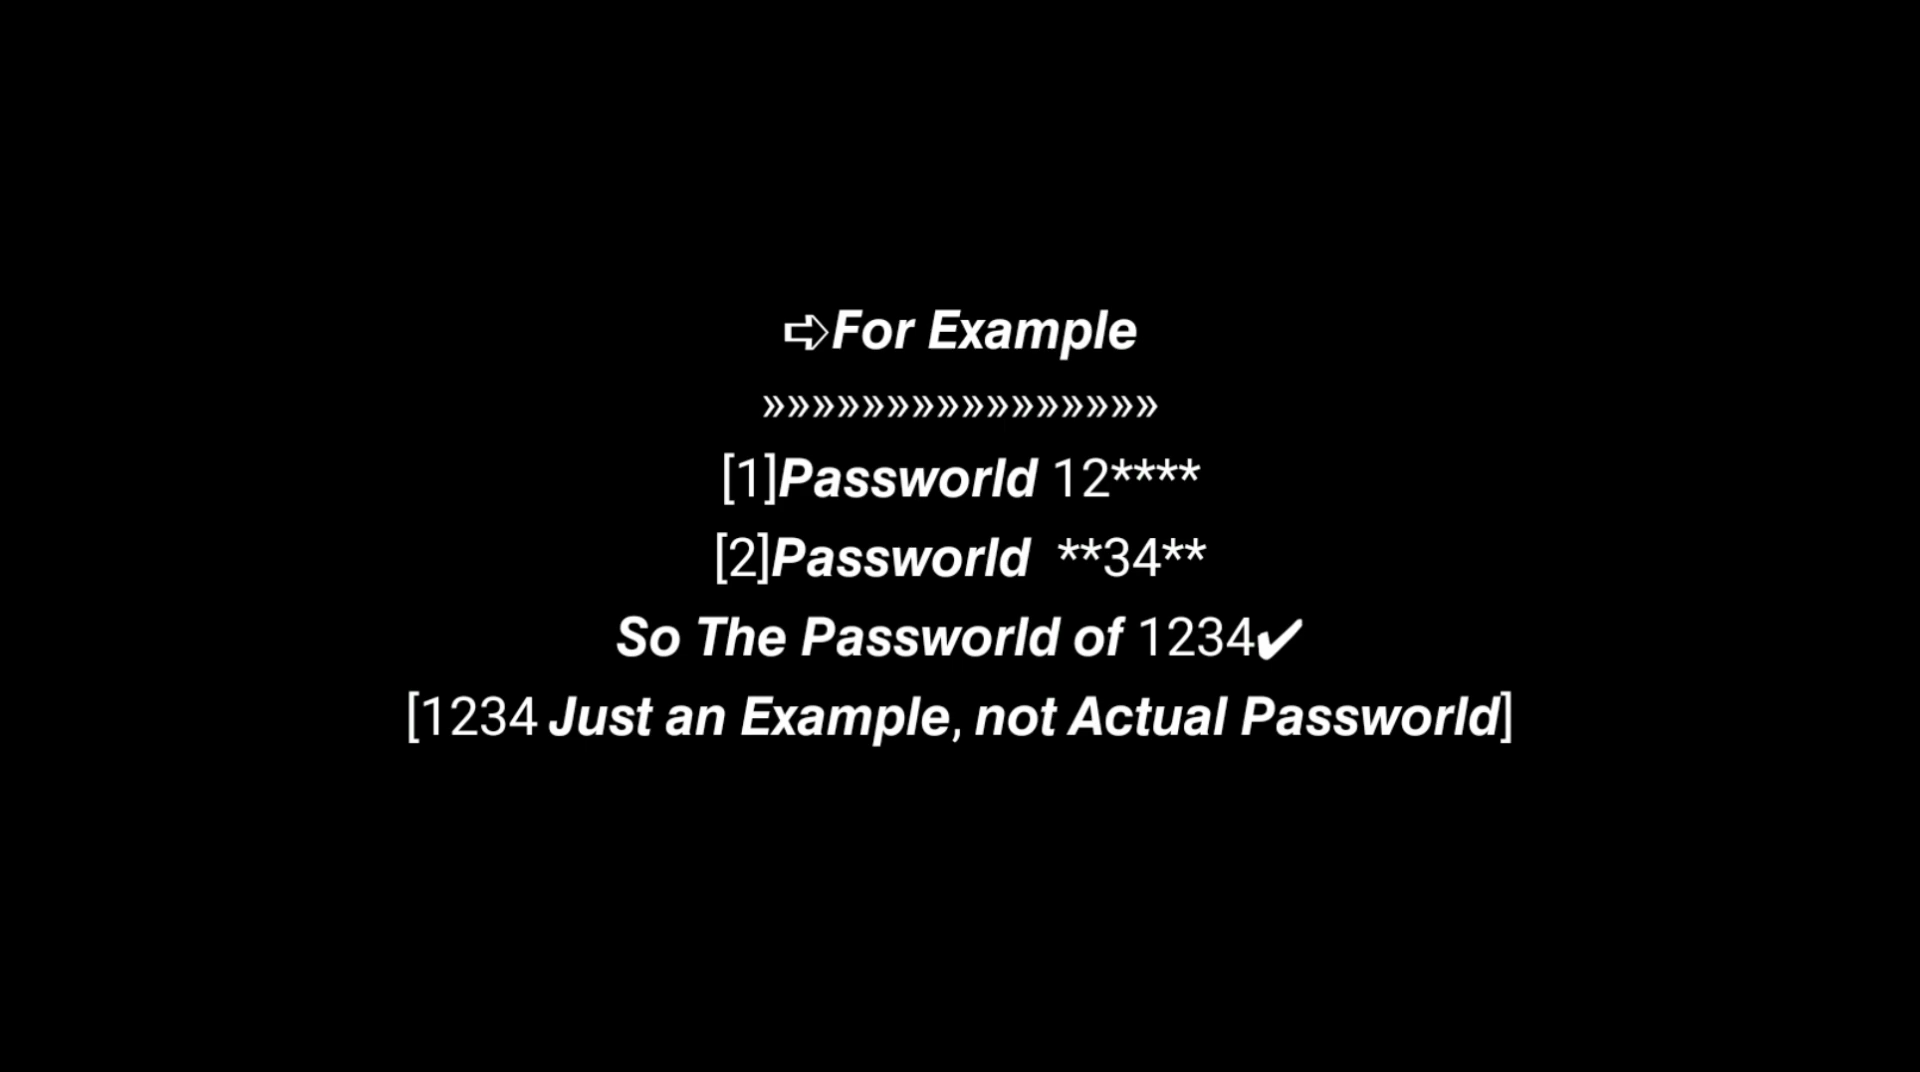 ➩For Example
»»»»»»»»»»»»»»»»
[1]Passworld 12****
[2]Passworld  **34**
So The Passworld of 1234✔
[1234 Just an Example, not Actual Passworld]